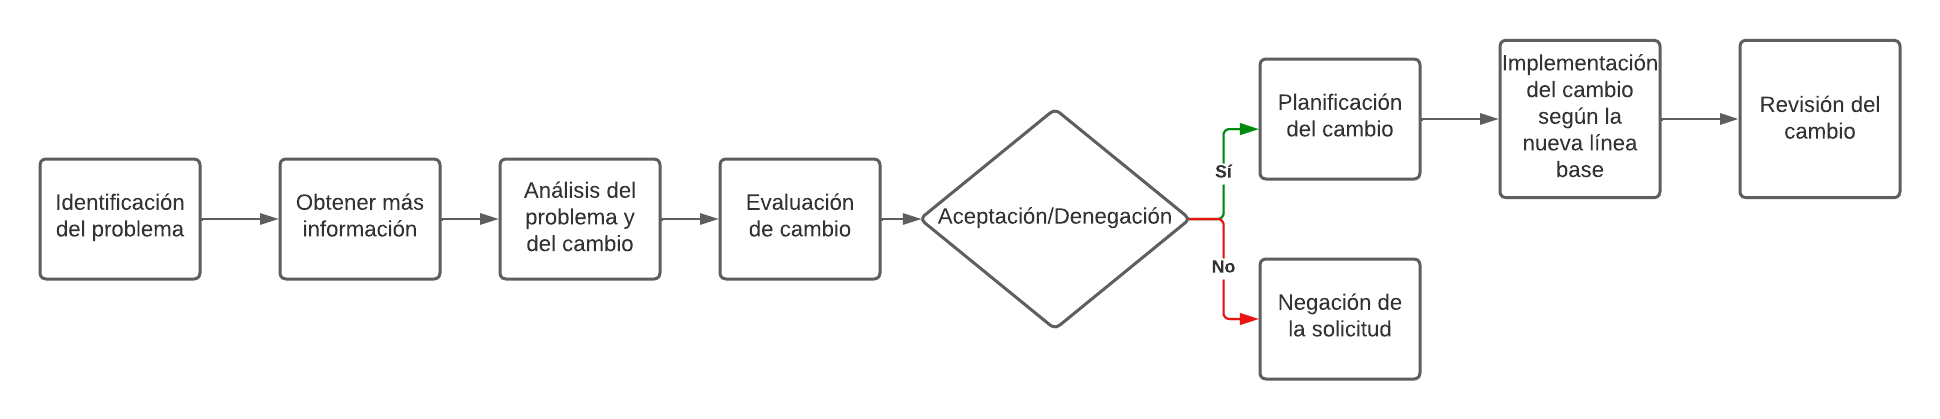 Identificación
del problema
Obtener más
información
Análisis del
problema y
del cambio
Evaluación
de cambio
Aceptación/Denegación
Sí
Planificación
del cambio
Implementación
del cambio
según la
nueva línea
base
Revisión del
cambio
No
Negación de
la solicitud